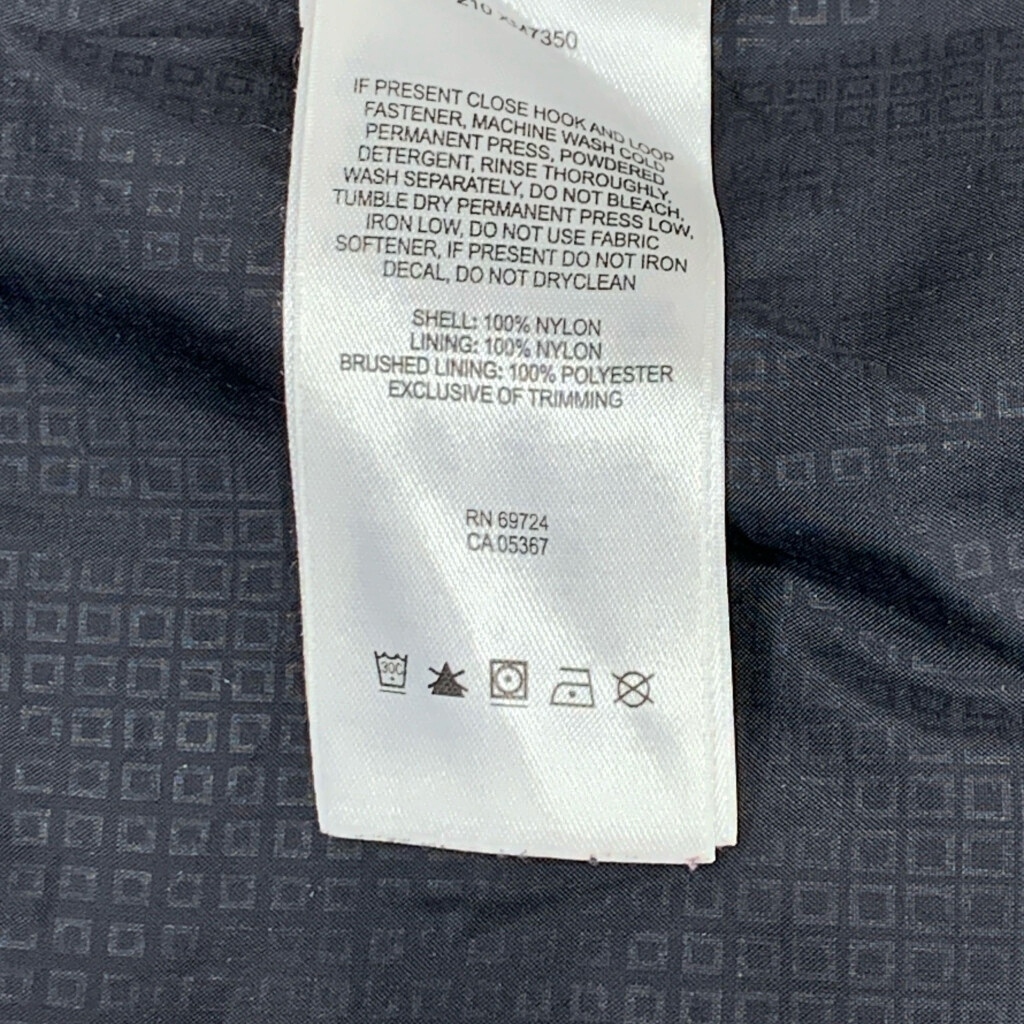 IF PRESENT CLOSE HOOK AND LOOP
FASTENER, MACHINE WASH COLD
PERMANENT PRESS, POWDERED
DETERGENT, RINSE THOROUGHLY,
WASH SEPARATELY, DO NOT BLEACH,
TUMBLE DRY PERMANENT PRESS LOW,
IRON LOW, DO NOT USE FABRIC
SOFTENER, IF PRESENT DO NOT IRON
DECAL, DO NOT DRYCLEAN
SHELL: 100% NYLON
LINING: 100% NYLON
BRUSHED LINING: 100% POLYESTER
EXCLUSIVE OF TRIMMING
RN 69724
CA 05367
30C